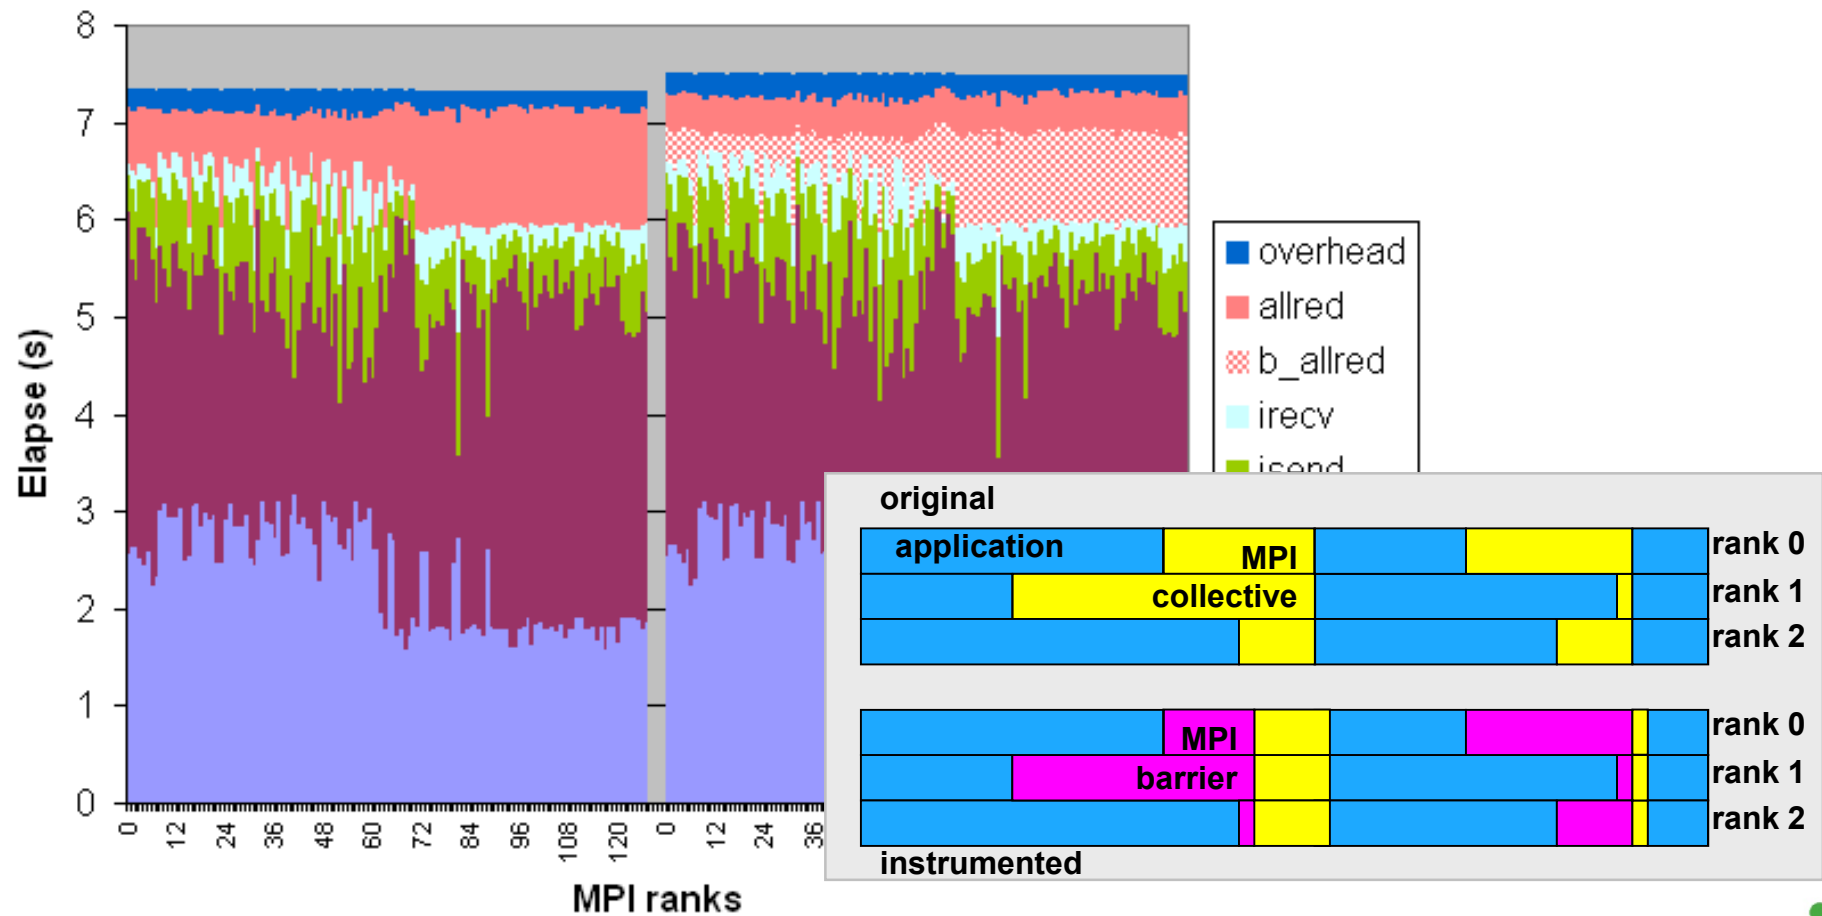 8
7
6
5
4
3
2
1
0
Elapse (s)
0 12 24 36 48 60 72 84 96 108 120 0 12 24 36
MPI ranks
overhead
allred
b_allred
irecv
isend
original
application MPI rank 0
collective rank 1
rank 2
MPI rank 0
barrier rank 1
rank 2
instrumented